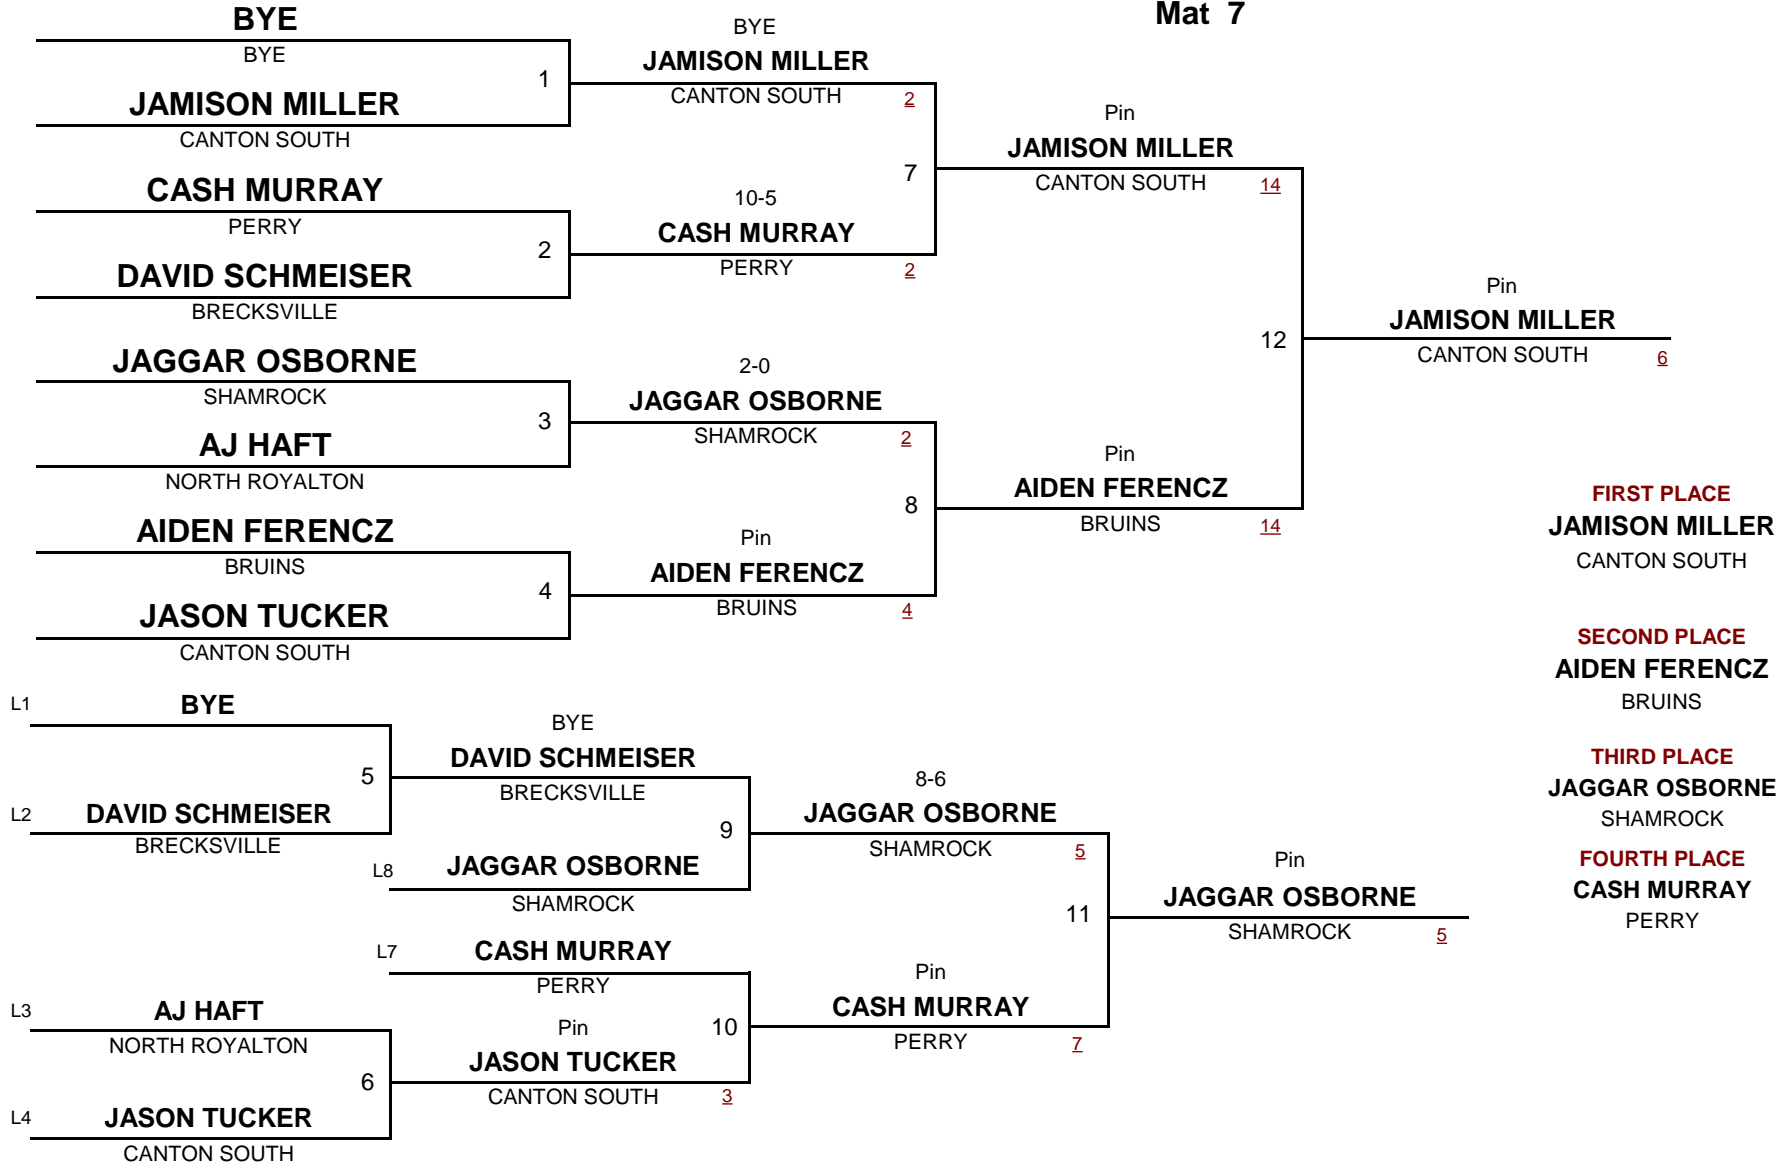 Mat 7
BYE
BYE
1
JAMISON MILLER
CANTON SOUTH
CASH MURRAY
PERRY
2
DAVID SCHMEISER
BRECKSVILLE
JAGGAR OSBORNE
SHAMROCK
3
AJ HAFT
NORTH ROYALTON
AIDEN FERENCZ
BRUINS
4
JASON TUCKER
CANTON SOUTH
BYE
JAMISON MILLER
CANTON SOUTH 2
7
10-5
CASH MURRAY
PERRY 2
2-0
JAGGAR OSBORNE
SHAMROCK 2
8
Pin
AIDEN FERENCZ
BRUINS 4
Pin
JAMISON MILLER
CANTON SOUTH 14
12
Pin
AIDEN FERENCZ
BRUINS 14
Pin
JAMISON MILLER
CANTON SOUTH 6
FIRST PLACE
JAMISON MILLER
CANTON SOUTH
SECOND PLACE
AIDEN FERENCZ
BRUINS
THIRD PLACE
JAGGAR OSBORNE
SHAMROCK
FOURTH PLACE
CASH MURRAY
PERRY
L1 BYE
5
L2 DAVID SCHMEISER
BRECKSVILLE
BYE
DAVID SCHMEISER
BRECKSVILLE
9
L8 JAGGAR OSBORNE
SHAMROCK
L7 CASH MURRAY
PERRY
10
L3 AJ HAFT
NORTH ROYALTON
6
L4 JASON TUCKER
CANTON SOUTH
Pin
JASON TUCKER
CANTON SOUTH 3
8-6
JAGGAR OSBORNE
SHAMROCK 5
11
Pin
CASH MURRAY
PERRY 7
Pin
JAGGAR OSBORNE
SHAMROCK 5